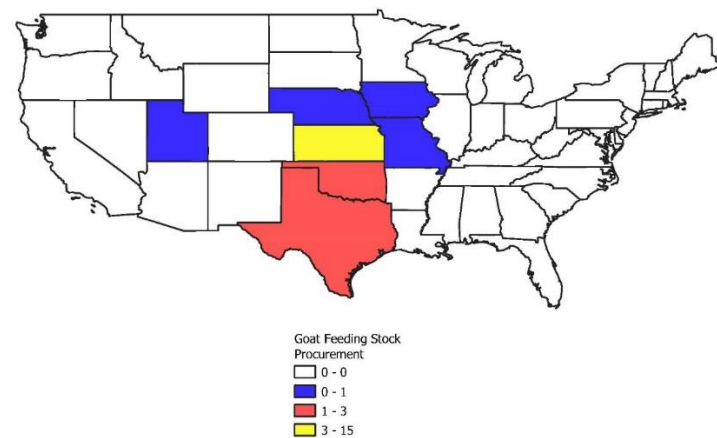 Goat Feeding Stock
Procurement
0 - 0
0 - 1
1 - 3
3 - 15